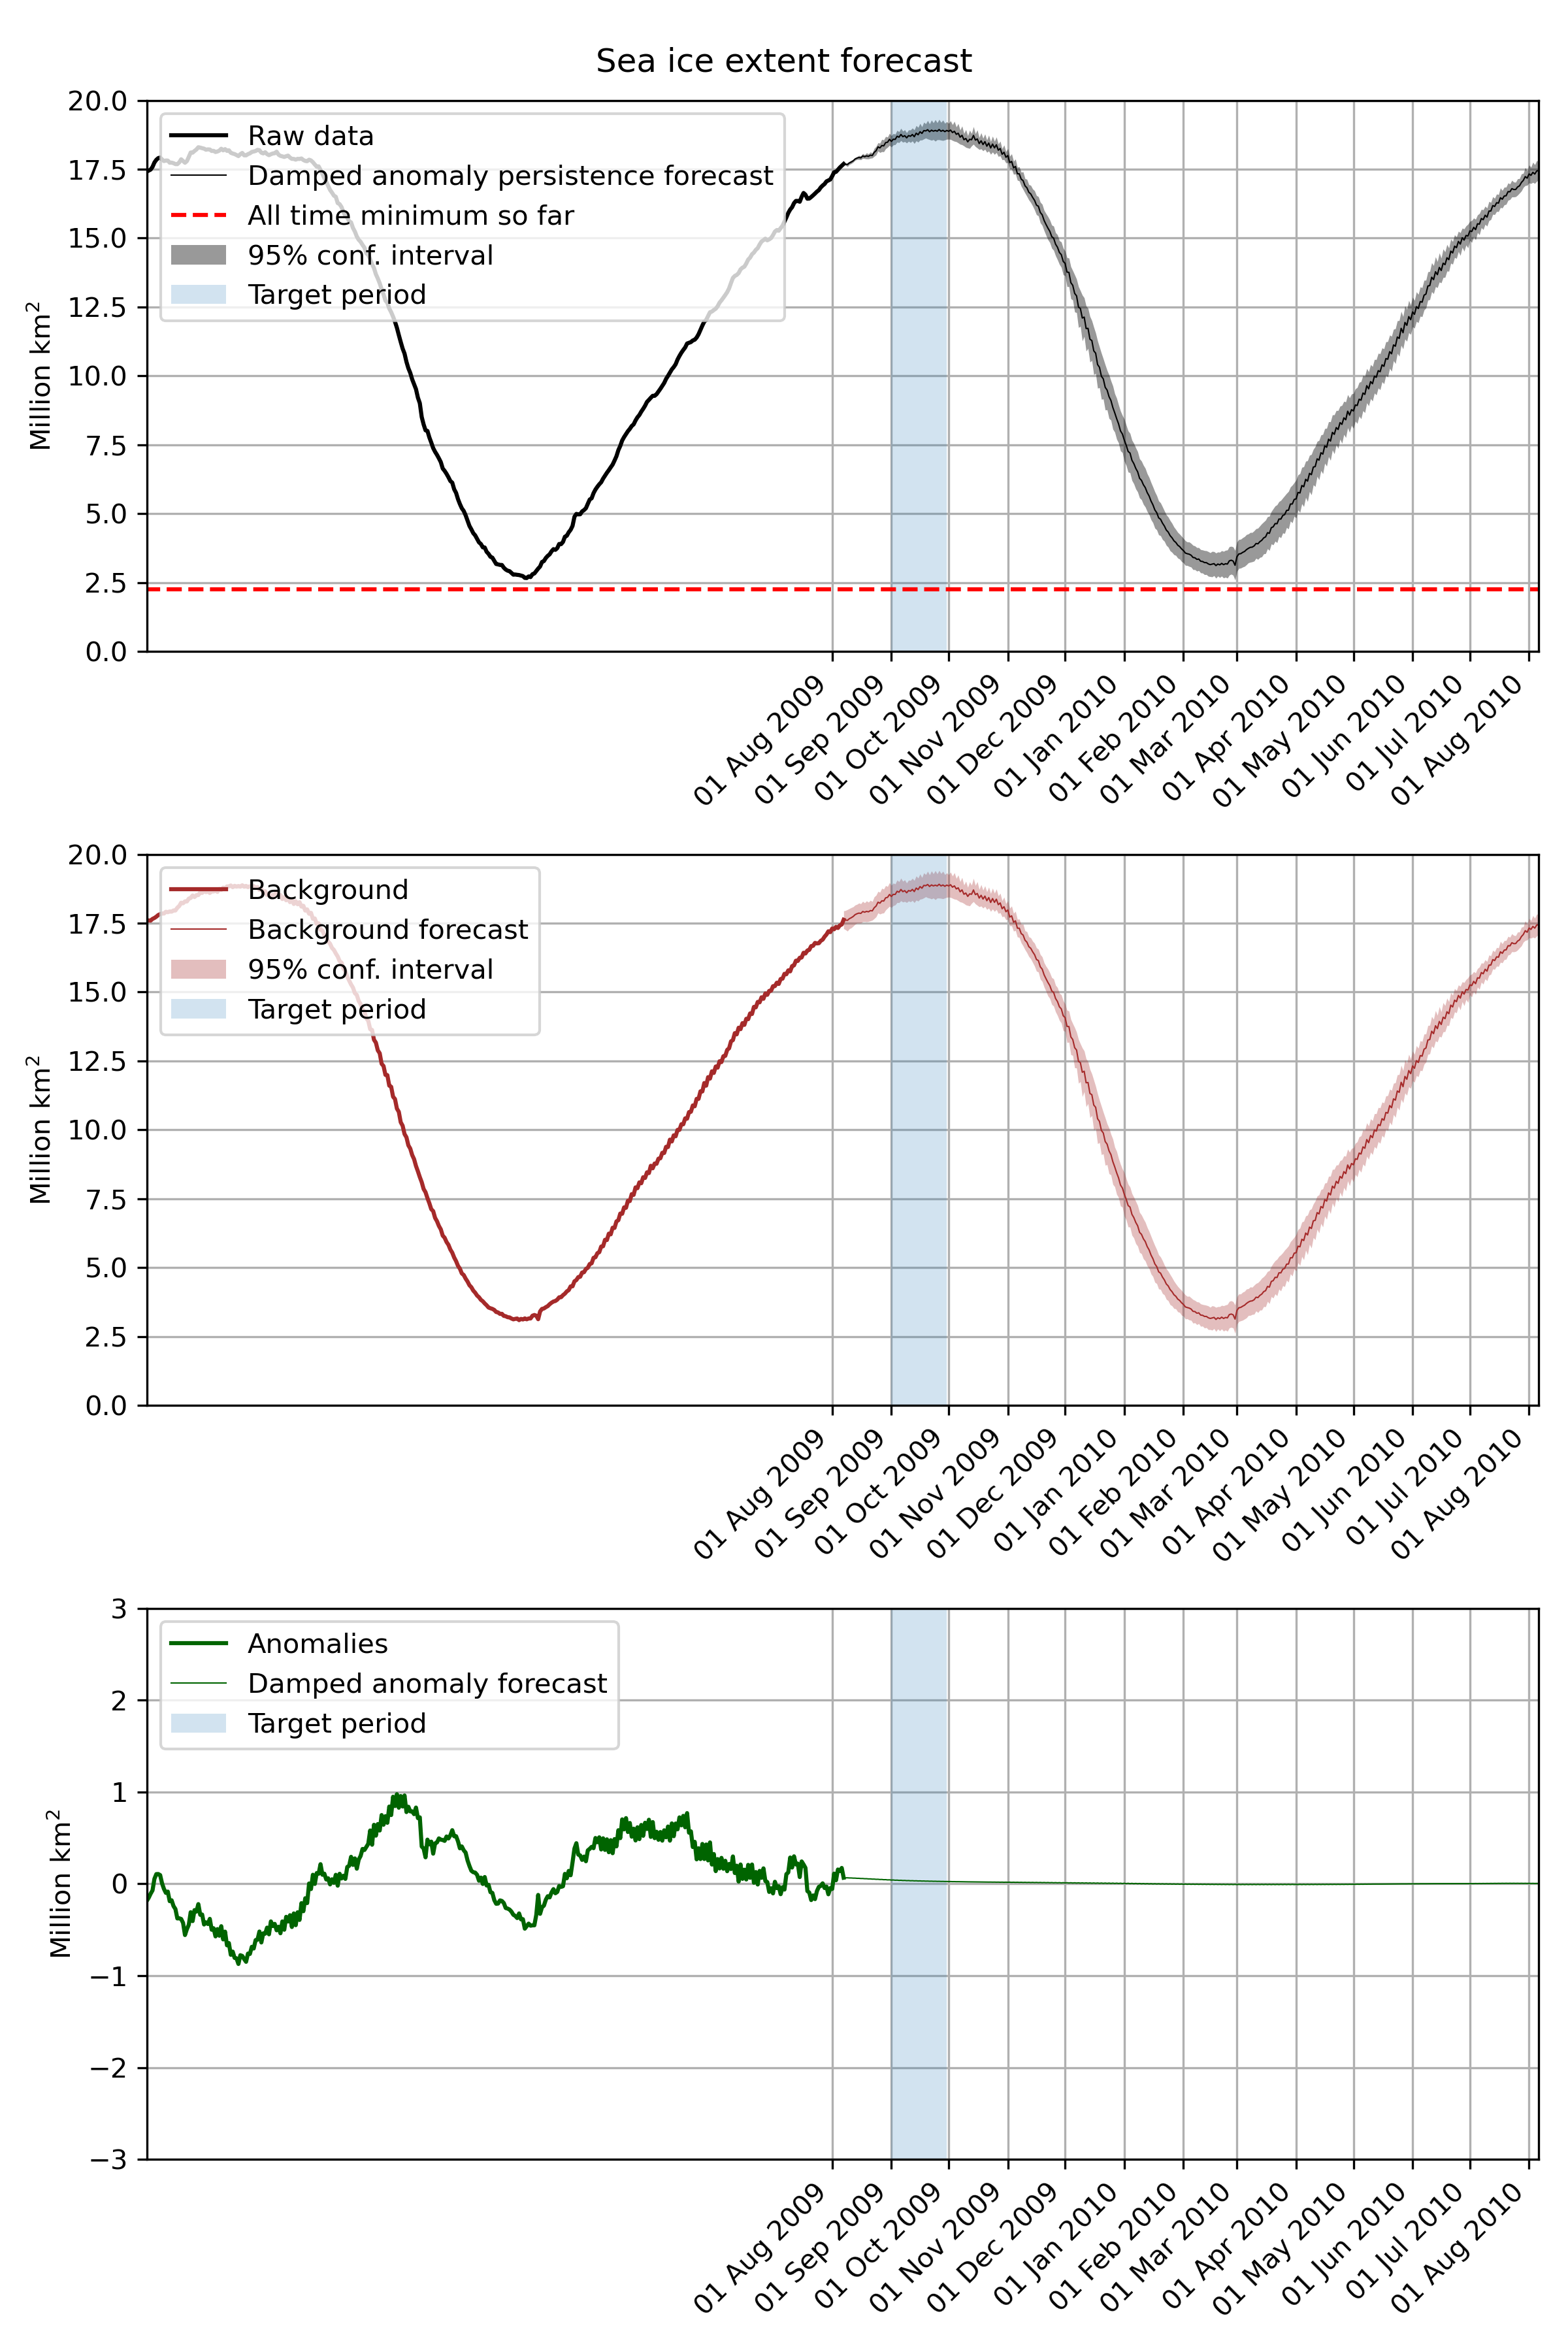 Sea ice extent forecast
20.0
17.5
15.0
12.5
10.0
7.5
5.0
2.5
0.0
Million km²
Raw data
Damped anomaly persistence forecast
All time minimum so far
95% conf. interval
Target period
01 Aug 2009
01 Sep 2009
01 Oct 2009
01 Nov 2009
01 Dec 2009
01 Jan 2010
01 Feb 2010
01 Mar 2010
01 Apr 2010
01 May 2010
01 Jun 2010
01 Jul 2010
01 Aug 2010
20.0
17.5
15.0
12.5
10.0
7.5
5.0
2.5
0.0
Million km²
Background
Background forecast
95% conf. interval
Target period
01 Aug 2009
01 Sep 2009
01 Oct 2009
01 Nov 2009
01 Dec 2009
01 Jan 2010
01 Feb 2010
01 Mar 2010
01 Apr 2010
01 May 2010
01 Jun 2010
01 Jul 2010
01 Aug 2010
3
2
1
0
−1
−2
−3
Million km²
Anomalies
Damped anomaly forecast
Target period
01 Aug 2009
01 Sep 2009
01 Oct 2009
01 Nov 2009
01 Dec 2009
01 Jan 2010
01 Feb 2010
01 Mar 2010
01 Apr 2010
01 May 2010
01 Jun 2010
01 Jul 2010
01 Aug 2010